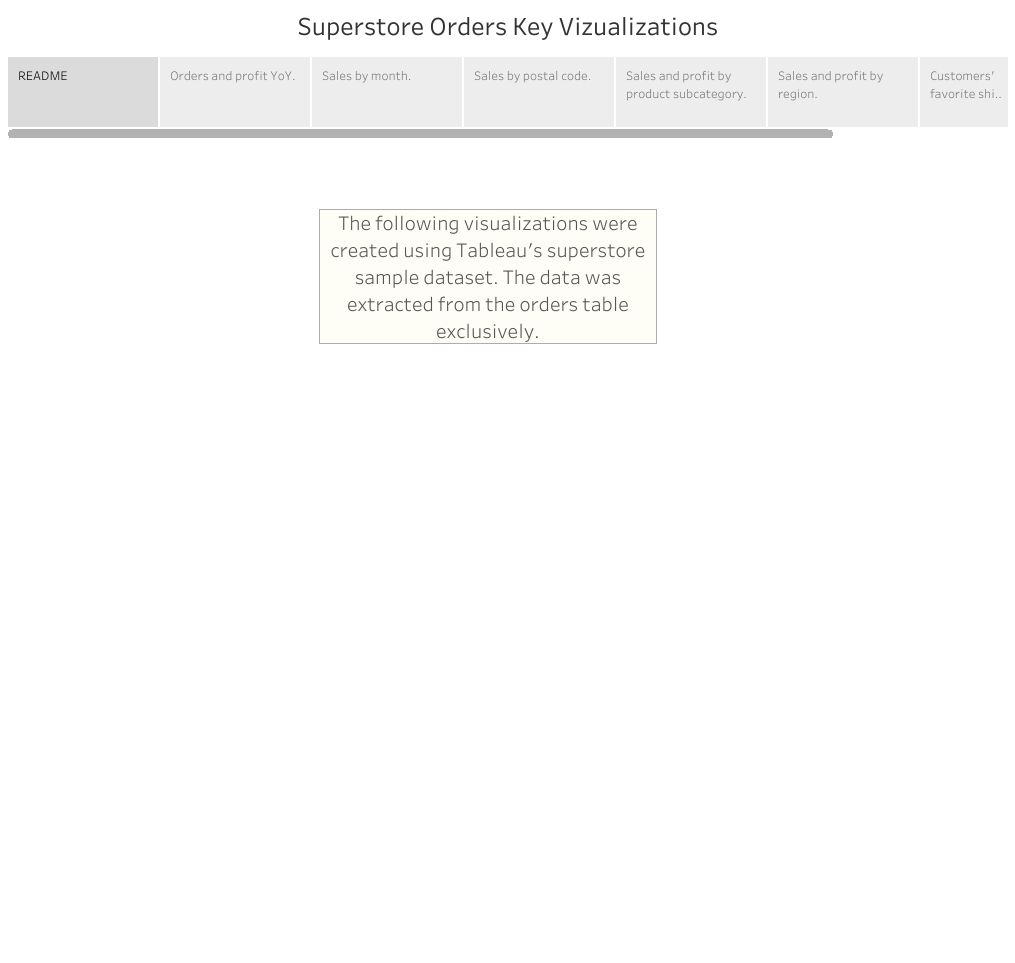 Superstore Orders Key Vizualizations
README
Orders and profit YoY.
Sales by month.
Sales by postal code.
Sales and profit by
product subcategory.
Sales and profit by
region.
Customers'
favorite shi..
The following visualizations were
created using Tableau's superstore
sample dataset. The data was
extracted from the orders table
exclusively.